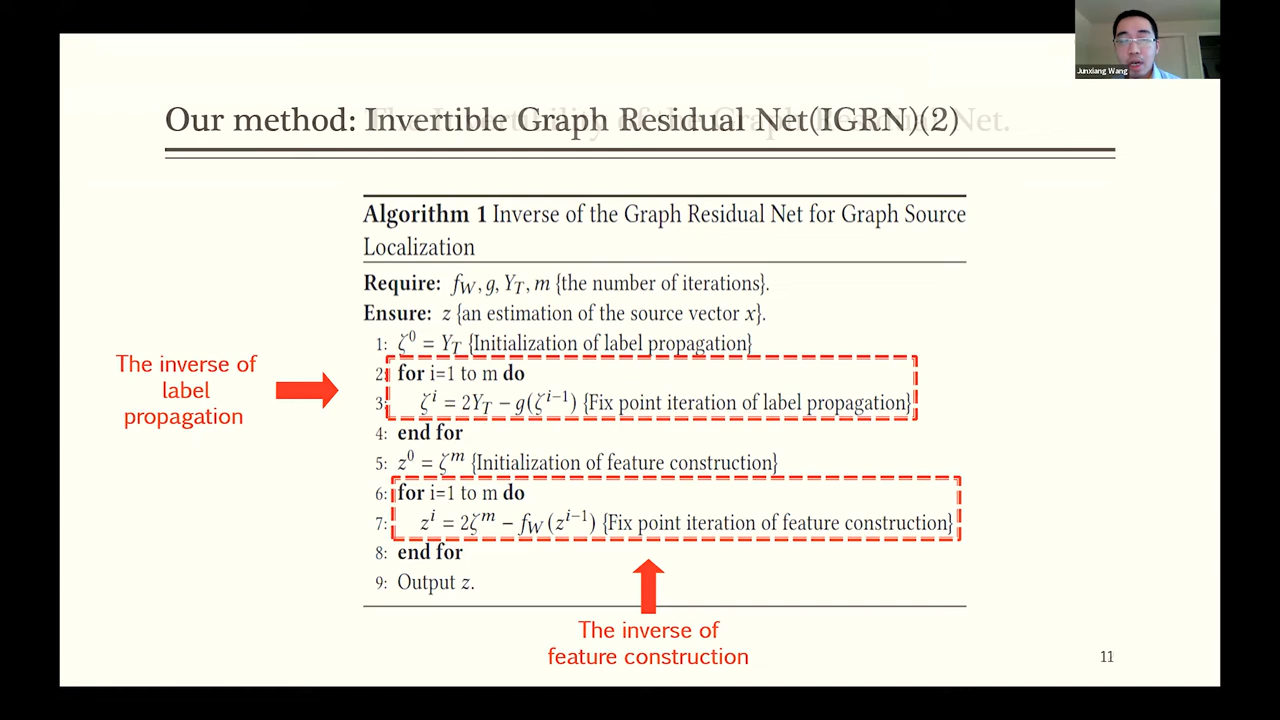 Junxiang Wang
Our method: Invertible Graph Residual Net(IGRN)(2)
Algorithm 1 Inverse of the Graph Residual Net for Graph Source
Localization
Require: f_W, g, Y_T, m {the number of iterations}.
Ensure: z {an estimation of the source vector x}.
1: ζ^0 = Y_T {Initialization of label propagation}
2: for i=1 to m do
3: ζ^i = 2Y_T − g(ζ^{i−1}) {Fix point iteration of label propagation}
4: end for
5: z^0 = ζ^m {Initialization of feature construction}
6: for i=1 to m do
7: z^i = 2ζ^m − f_W(z^{i−1}) {Fix point iteration of feature construction}
8: end for
9: Output z.
The inverse of
label
propagation
The inverse of
feature construction
11